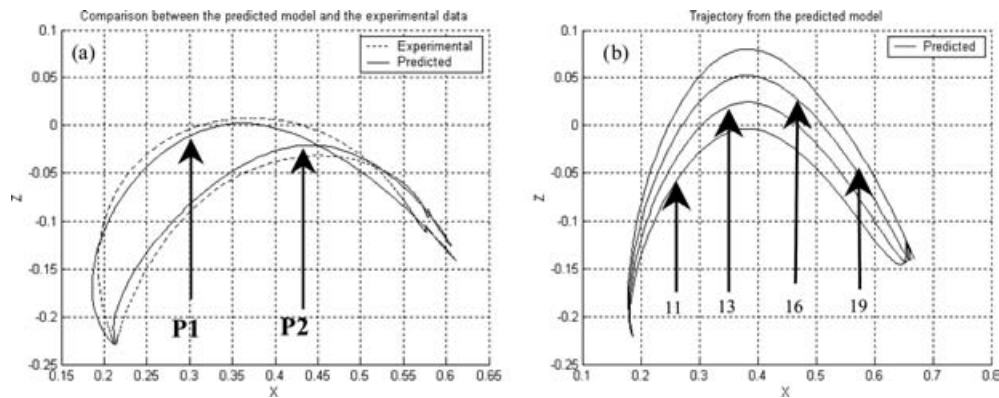 Comparison between the predicted model and the experimental data
(a)
Experimental
Predicted
Z
0.1
0.05
0
-0.05
-0.1
-0.15
-0.2
-0.25
P1
P2
0.15 0.2 0.25 0.3 0.35 0.4 0.45 0.5 0.55 0.6 0.65
X
Trajectory from the predicted model
(b)
Predicted
Z
0.1
0.05
0
-0.05
-0.1
-0.15
-0.2
-0.25
11 13 16 19
0.1 0.2 0.3 0.4 0.5 0.6 0.7 0.8
X